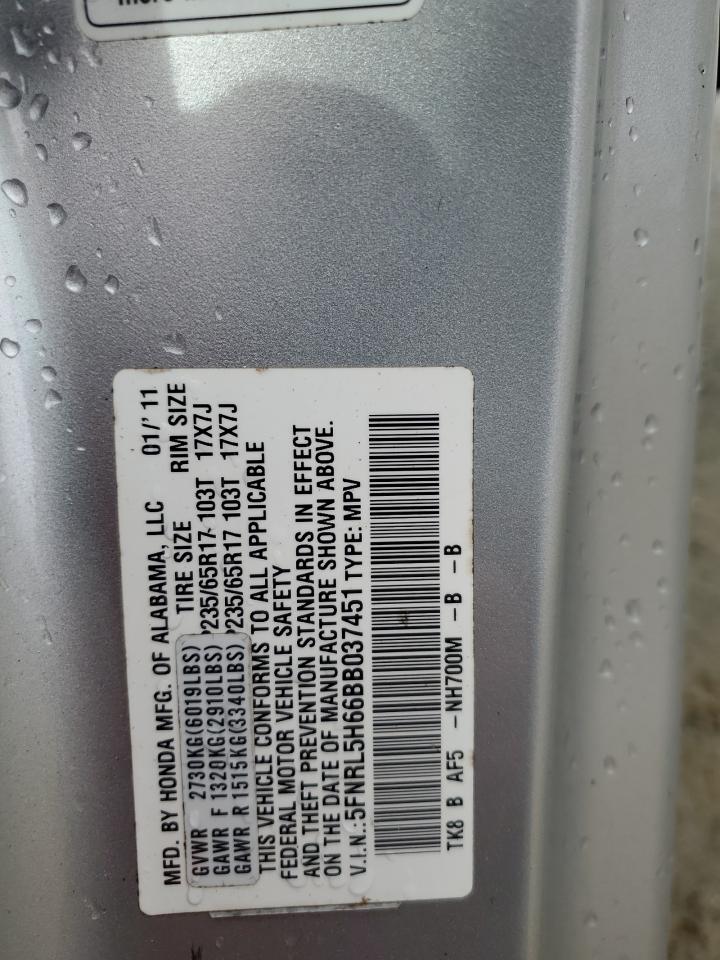 MFD. BY HONDA MFG. OF ALABAMA., LLC 01/'11
TIRE SIZE RIM SIZE
GVWR 2730KG(6019LBS)
GAWR F 1320KG(2910LBS) P235/65R17 103T 17X7J
GAWR R 1515KG(3340LBS) P235/65R17 103T 17X7J
THIS VEHICLE CONFORMS TO ALL APPLICABLE
FEDERAL MOTOR VEHICLE SAFETY
AND THEFT PREVENTION STANDARDS IN EFFECT
ON THE DATE OF MANUFACTURE SHOWN ABOVE.
V.I.N.:5FNRL5H66BB037451 TYPE: MPV
TK8 B AF5 -NH700M -B -B